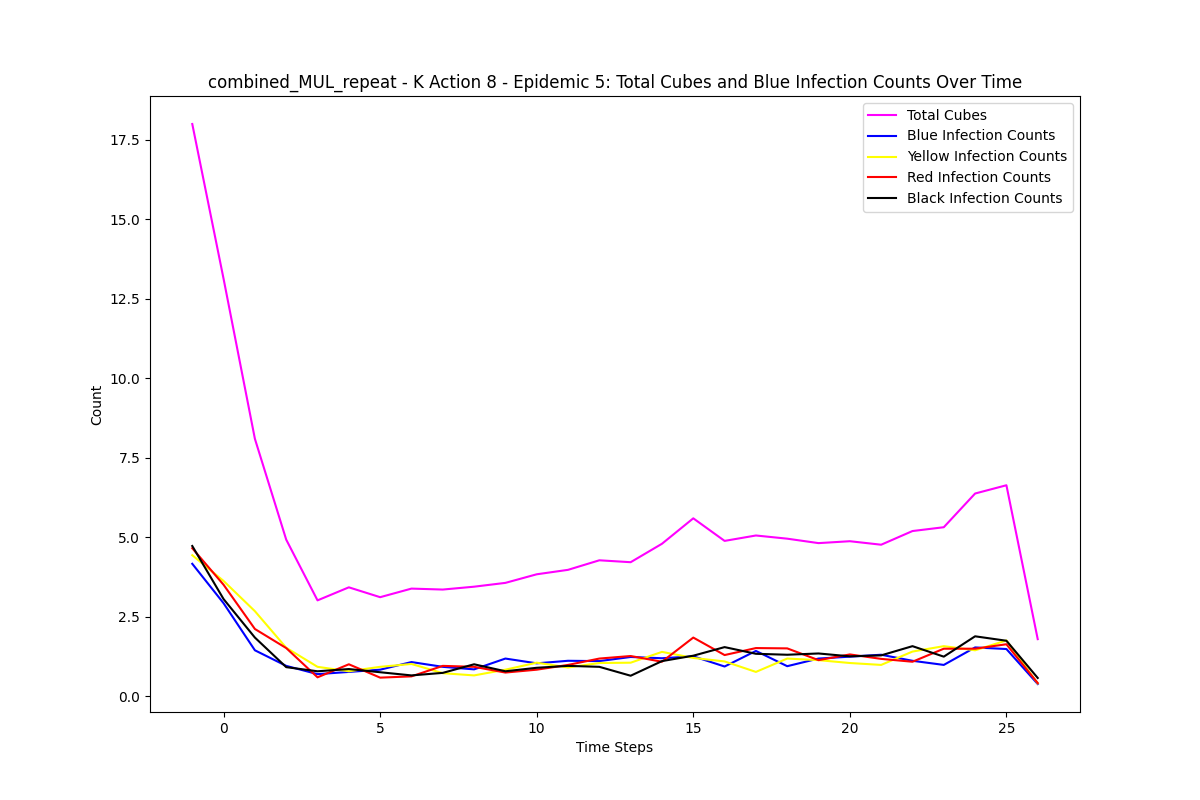 combined_MUL_repeat - K Action 8 - Epidemic 5: Total Cubes and Blue Infection Counts Over Time
Total Cubes
Blue Infection Counts
Yellow Infection Counts
Red Infection Counts
Black Infection Counts
17.5
15.0
12.5
10.0
7.5
5.0
2.5
0.0
Count
0 5 10 15 20 25
Time Steps